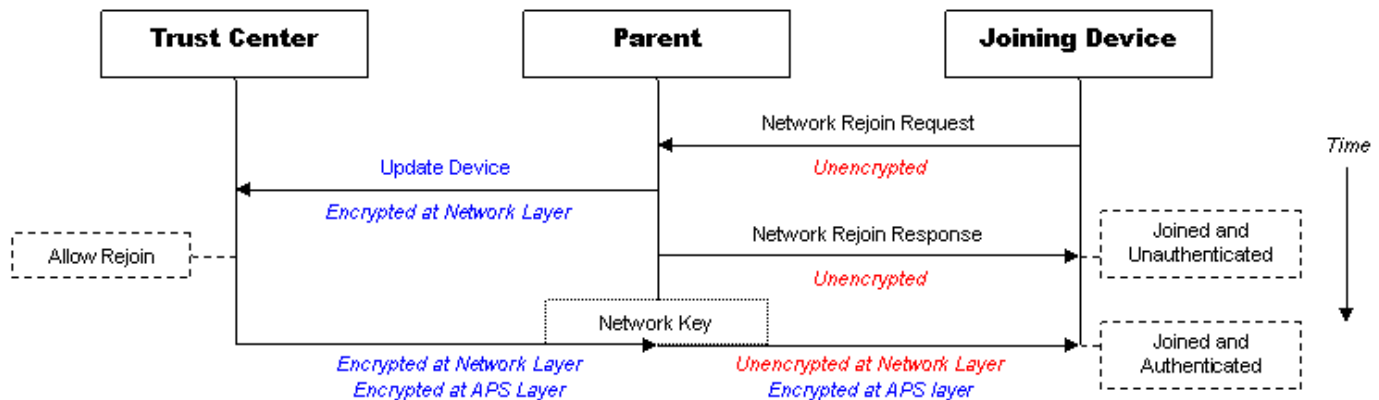 Trust Center
Parent
Joining Device
Network Rejoin Request
Unencrypted
Time
Update Device
Encrypted at Network Layer
Network Rejoin Response
Unencrypted
Joined and
Unauthenticated
Allow Rejoin
Network Key
Encrypted at Network Layer
Encrypted at APS Layer
Unencrypted at Network Layer
Encrypted at APS layer
Joined and
Authenticated